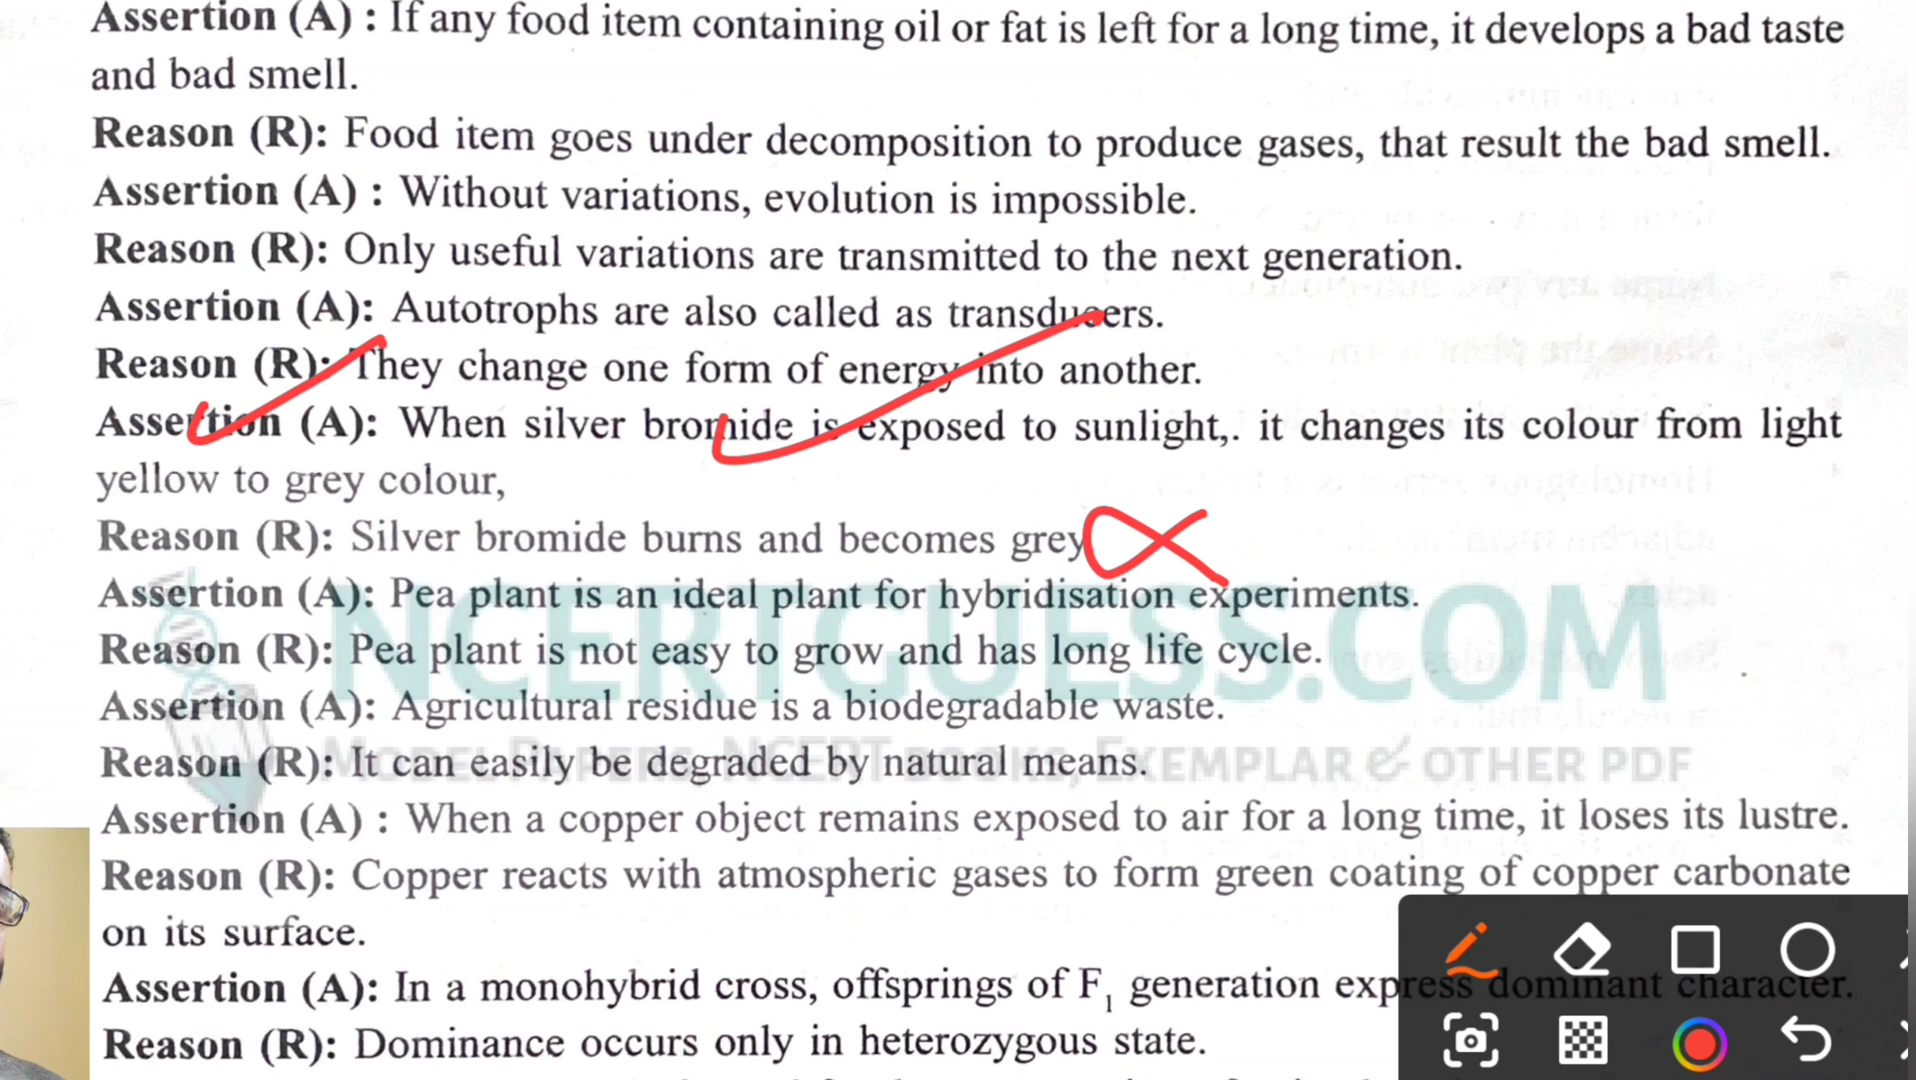 Assertion (A) : If any food item containing oil or fat is left for a long time, it develops a bad taste
and bad smell.
Reason (R): Food item goes under decomposition to produce gases, that result the bad smell.
Assertion (A) : Without variations, evolution is impossible.
Reason (R): Only useful variations are transmitted to the next generation.
Assertion (A): Autotrophs are also called as transducers.
Reason (R): They change one form of energy into another.
Assertion (A): When silver bromide is exposed to sunlight,. it changes its colour from light
yellow to grey colour,
Reason (R): Silver bromide burns and becomes grey
Assertion (A): Pea plant is an ideal plant for hybridisation experiments.
NCERTGUESS.COM
Reason (R): Pea plant is not easy to grow and has long life cycle.
Assertion (A): Agricultural residue is a biodegradable waste.
Reason (R): It can easily be degraded by natural means.
MODEL PAPERS, NCERT BOOKS, EXEMPLAR & OTHER PDF
Assertion (A) : When a copper object remains exposed to air for a long time, it loses its lustre.
Reason (R): Copper reacts with atmospheric gases to form green coating of copper carbonate
on its surface.
Assertion (A): In a monohybrid cross, offsprings of F₁ generation express dominant character.
Reason (R): Dominance occurs only in heterozygous state.